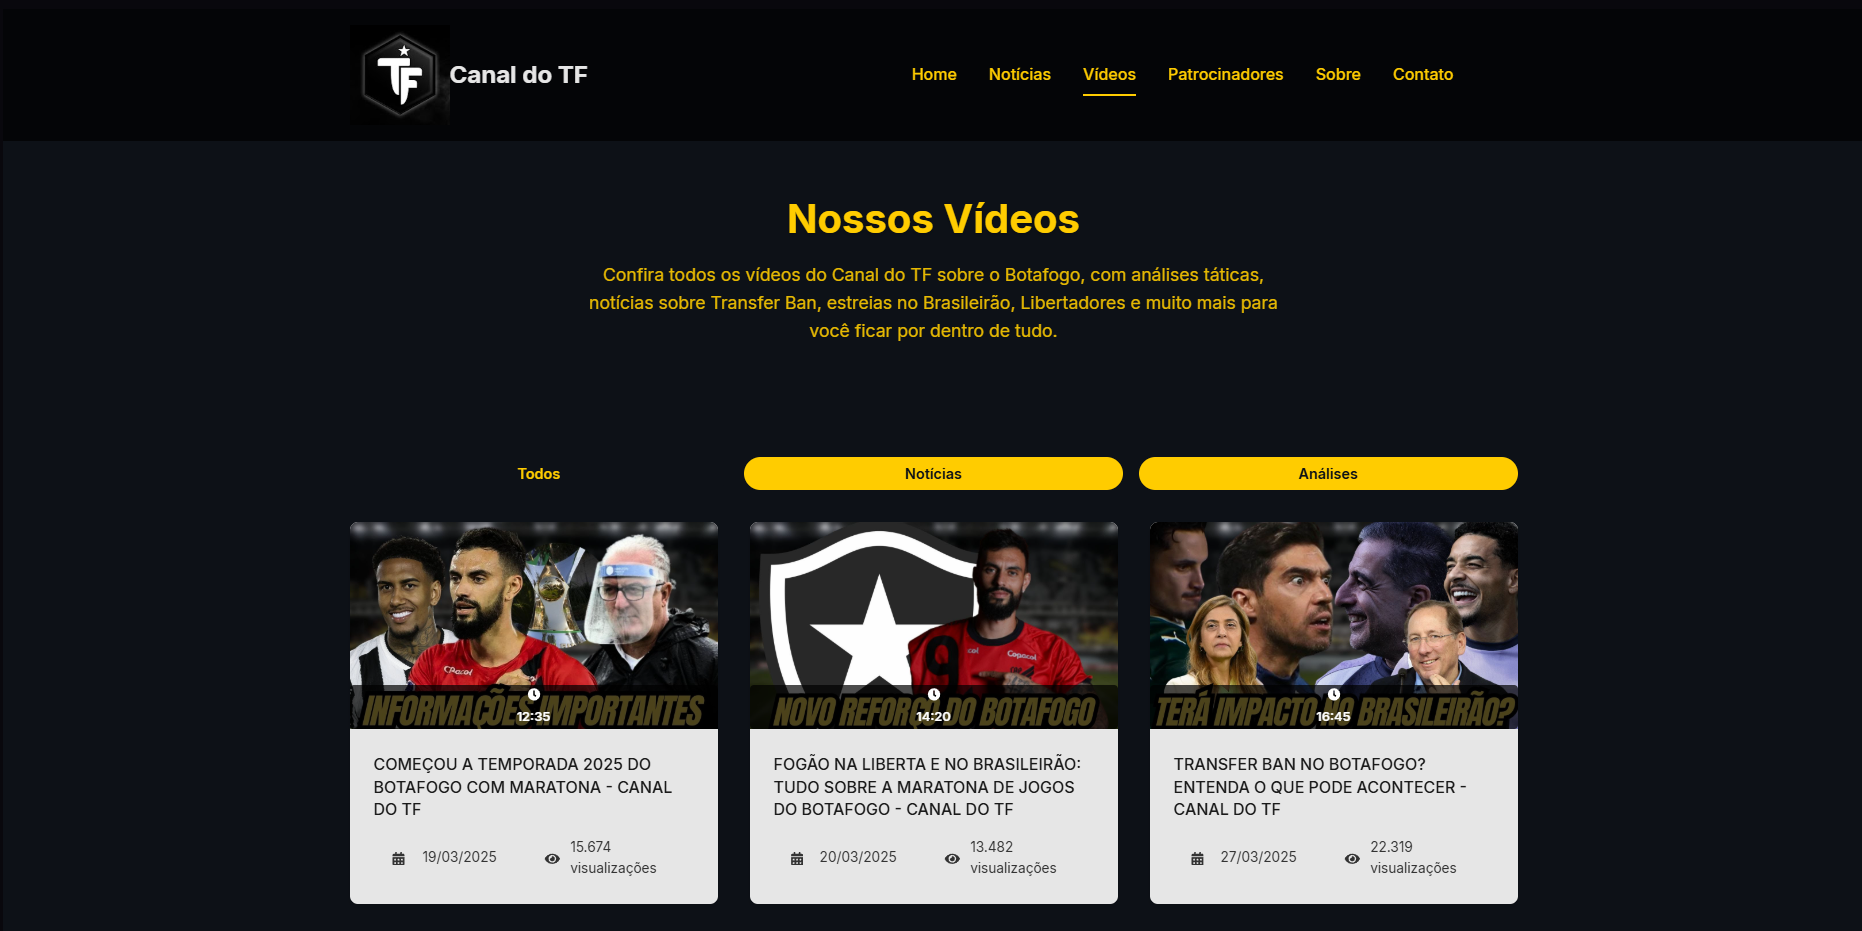 TF
Canal do TF
Home
Notícias
Vídeos
Patrocinadores
Sobre
Contato
Nossos Vídeos
Confira todos os vídeos do Canal do TF sobre o Botafogo, com análises táticas,
notícias sobre Transfer Ban, estreias no Brasileirão, Libertadores e muito mais para
você ficar por dentro de tudo.
Todos
Notícias
Análises
INFORMAÇÕES IMPORTANTES
12:35
COMEÇOU A TEMPORADA 2025 DO
BOTAFOGO COM MARATONA - CANAL
DO TF
19/03/2025
15.674
visualizações
9
Copacol
NOVO REFORÇO DO BOTAFOGO
14:20
FOGÃO NA LIBERTA E NO BRASILEIRÃO:
TUDO SOBRE A MARATONA DE JOGOS
DO BOTAFOGO - CANAL DO TF
20/03/2025
13.482
visualizações
TERÁ IMPACTO NO BRASILEIRÃO?
16:45
TRANSFER BAN NO BOTAFOGO?
ENTENDA O QUE PODE ACONTECER -
CANAL DO TF
27/03/2025
22.319
visualizações